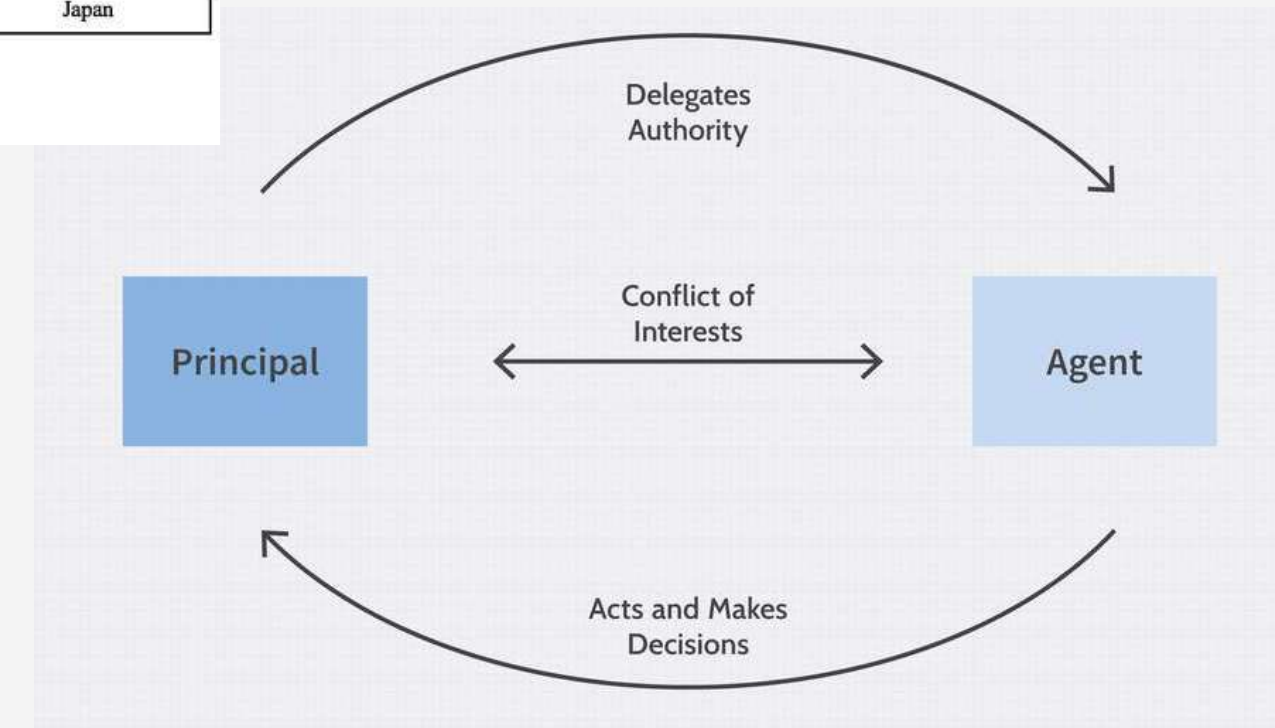 Japan
Delegates
Authority
Conflict of
Interests
Principal
Agent
Acts and Makes
Decisions